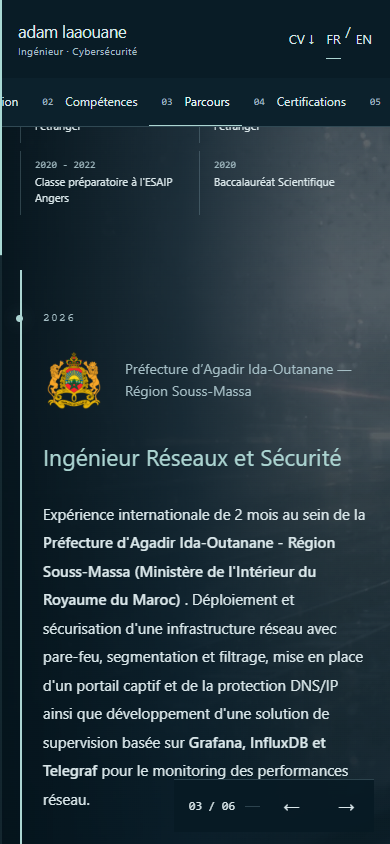 adam laaouane
Ingénieur · Cybersécurité
CV ↓ FR / EN
ion 02 Compétences 03 Parcours 04 Certifications 05
l'étranger l'étranger
2020 - 2022
Classe préparatoire à l'ESAIP
Angers
2020
Baccalauréat Scientifique
2026
Préfecture d'Agadir Ida-Outanane —
Région Souss-Massa
Ingénieur Réseaux et Sécurité
Expérience internationale de 2 mois au sein de la
Préfecture d'Agadir Ida-Outanane - Région
Souss-Massa (Ministère de l'Intérieur du
Royaume du Maroc) . Déploiement et
sécurisation d'une infrastructure réseau avec
pare-feu, segmentation et filtrage, mise en place
d'un portail captif et de la protection DNS/IP
ainsi que développement d'une solution de
supervision basée sur Grafana, InfluxDB et
Telegraf pour le monitoring des performances
réseau.
03 / 06 ← →